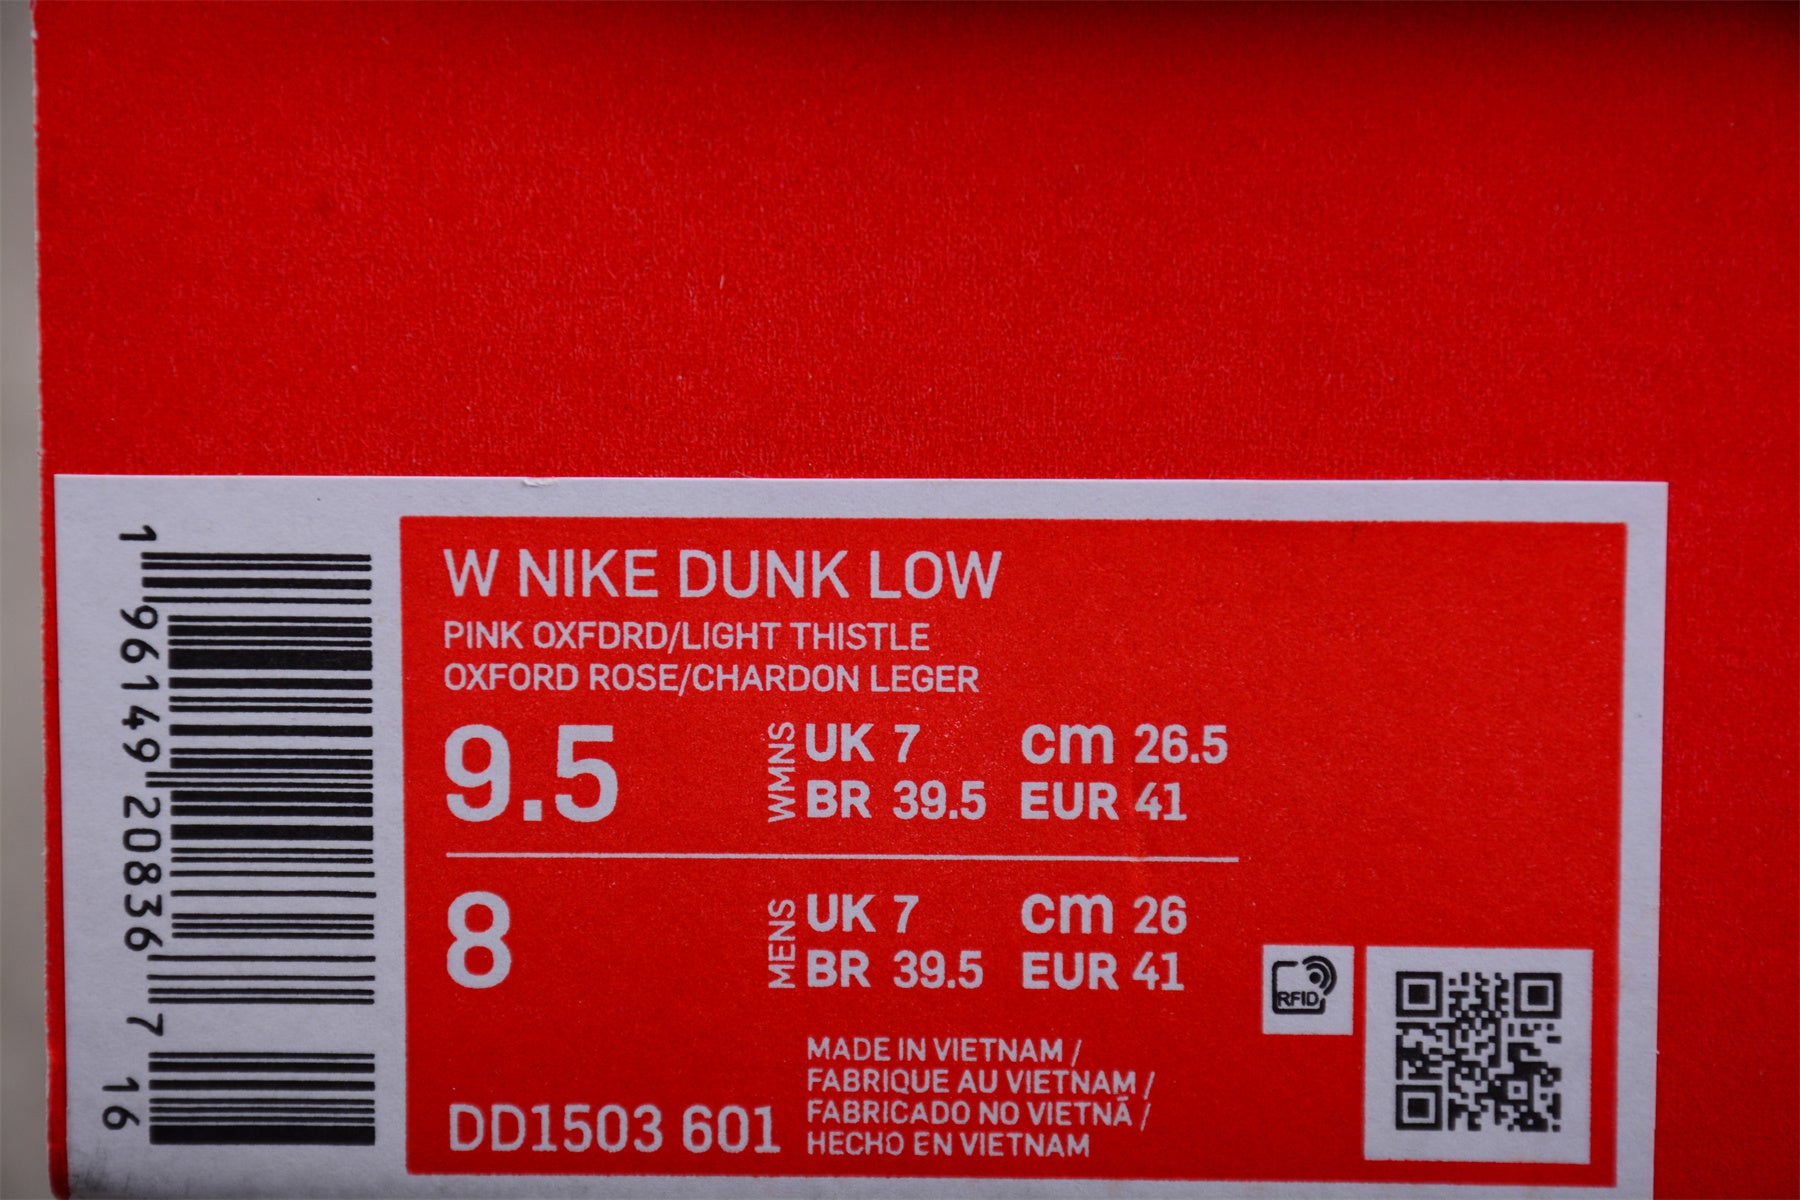 1 96149 20836 7 16
W NIKE DUNK LOW
PINK OXFDRD/LIGHT THISTLE
OXFORD ROSE/CHARDON LEGER
9.5
WMNS
UK 7 cm 26.5
BR 39.5 EUR 41
8
MENS
UK 7 cm 26
BR 39.5 EUR 41
RFID
MADE IN VIETNAM /
FABRIQUE AU VIETNAM /
FABRICADO NO VIETNÃ /
HECHO EN VIETNAM
DD1503 601